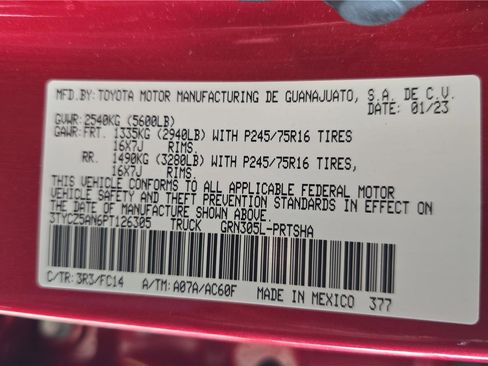 MFD.BY:TOYOTA MOTOR MANUFACTURING DE GUANAJUATO, S.A. DE C.V.
DATE: 01/23
GVWR:2540KG (5600LB)
GAWR:FRT. 1335KG (2940LB) WITH P245/75R16 TIRES
16X7J RIMS,
RR. 1490KG (3280LB) WITH P245/75R16 TIRES,
16X7J RIMS.
THIS VEHICLE CONFORMS TO ALL APPLICABLE FEDERAL MOTOR
VEHICLE SAFETY AND THEFT PREVENTION STANDARDS IN EFFECT ON
THE DATE OF MANUFACTURE SHOWN ABOVE.
3TYCZ5AN6PT126305 TRUCK GRN305L-PRTSHA
C/TR: 3R3/FC14 A/TM: A07A/AC60F MADE IN MEXICO 377